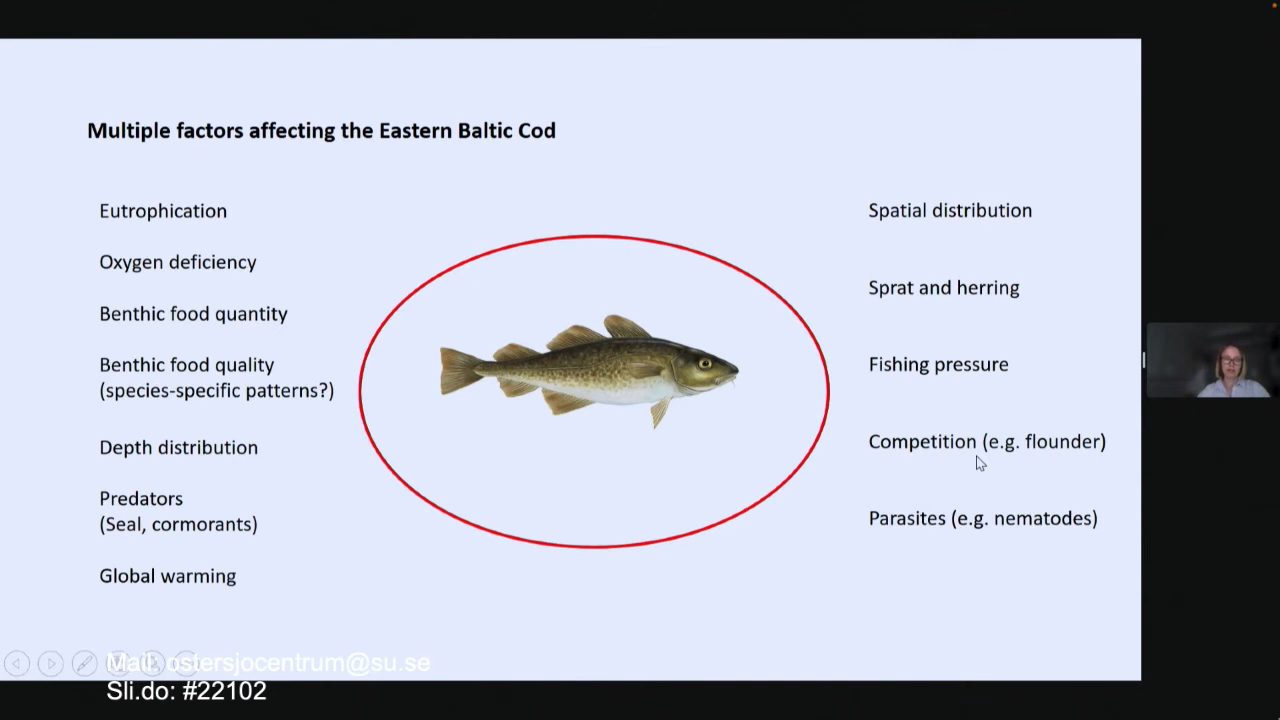 Multiple factors affecting the Eastern Baltic Cod
Eutrophication
Oxygen deficiency
Benthic food quantity
Benthic food quality
(species-specific patterns?)
Depth distribution
Predators
(Seal, cormorants)
Global warming
Spatial distribution
Sprat and herring
Fishing pressure
Competition (e.g. flounder)
Parasites (e.g. nematodes)
Mail: ostersjocentrum@su.se
Sli.do: #22102